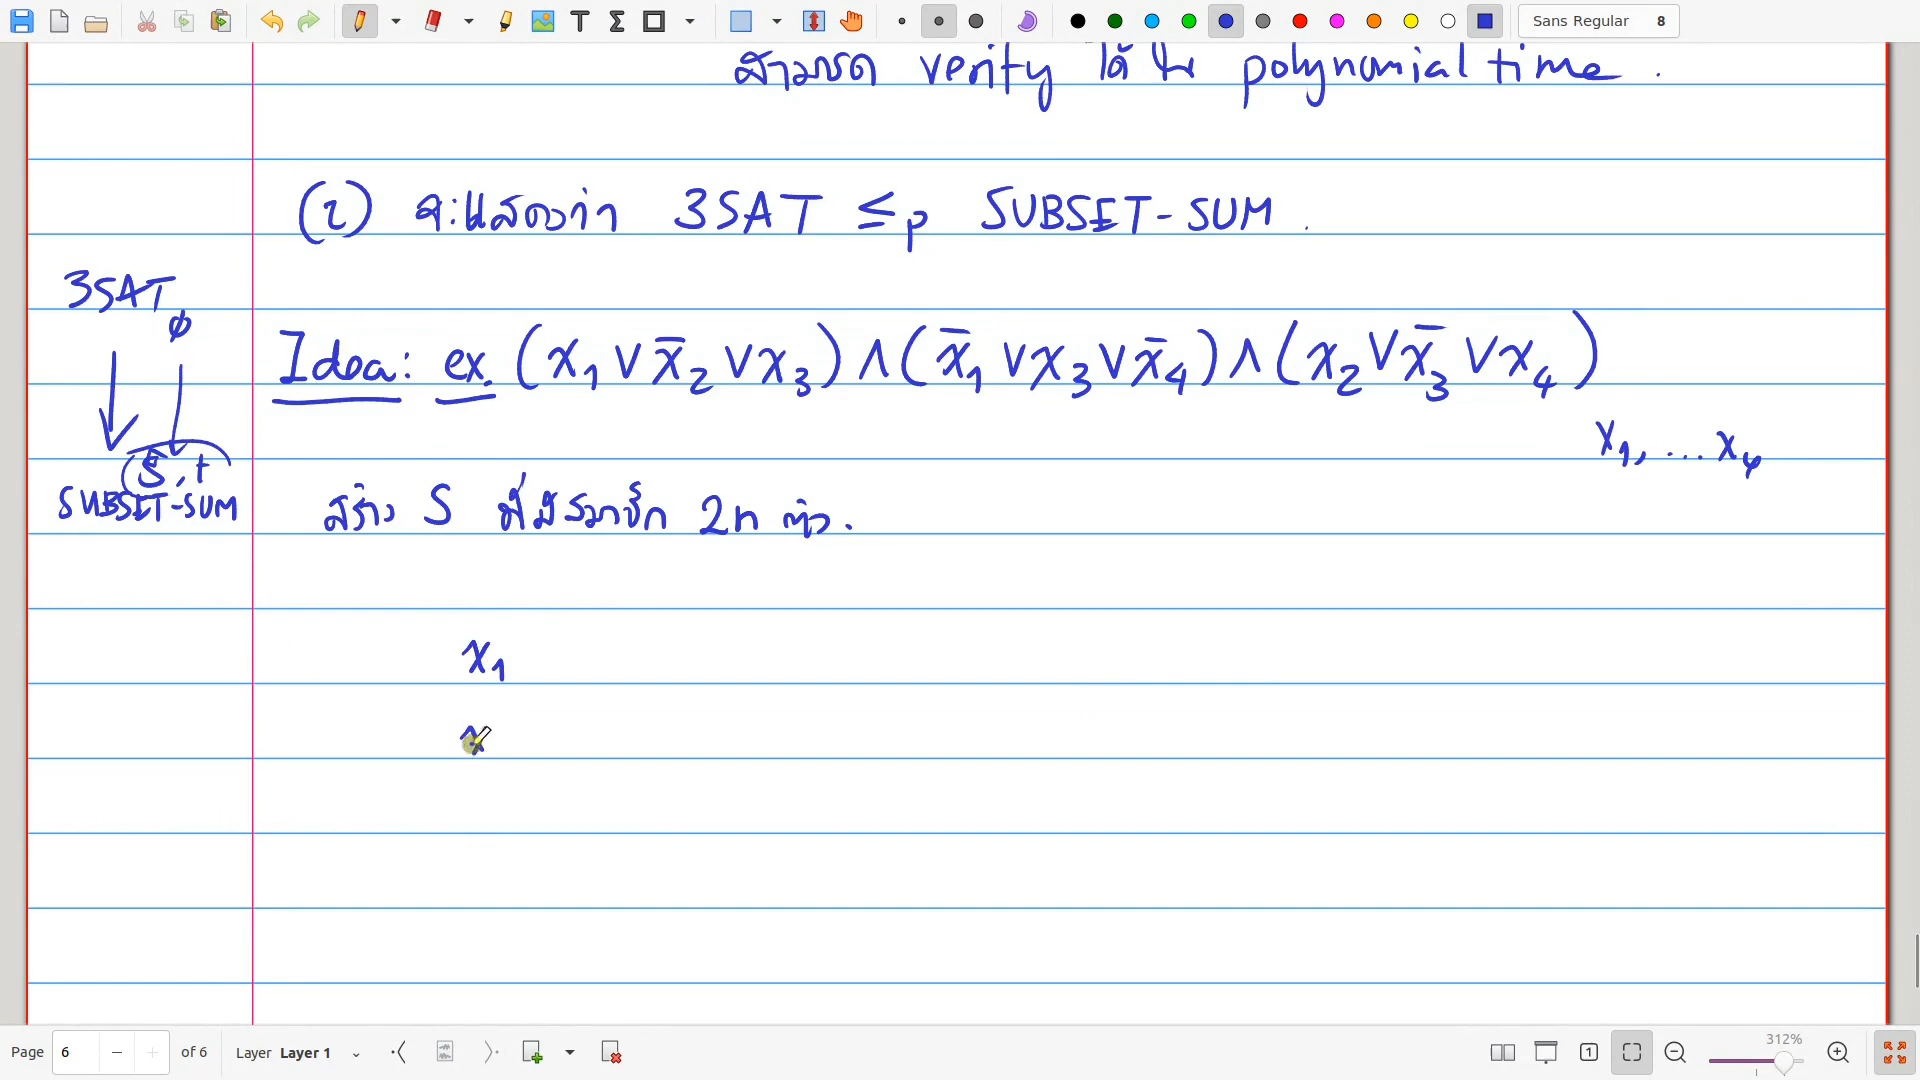 Sans Regular 8
สามารถ verify ได้ใน polynomial time.
(2) จะแสดงว่า 3SAT ≤p SUBSET-SUM.
3SAT
φ
Idea: ex. (x₁ ∨ x̄₂ ∨ x₃) ∧ (x̄₁ ∨ x₃ ∨ x̄₄) ∧ (x₂ ∨ x̄₃ ∨ x₄)
x₁, ... x₄
S, t
SUBSET-SUM
สร้าง S ที่มีสมาชิก 2n ตัว.
x₁
Page 6 of 6 Layer Layer 1 312%